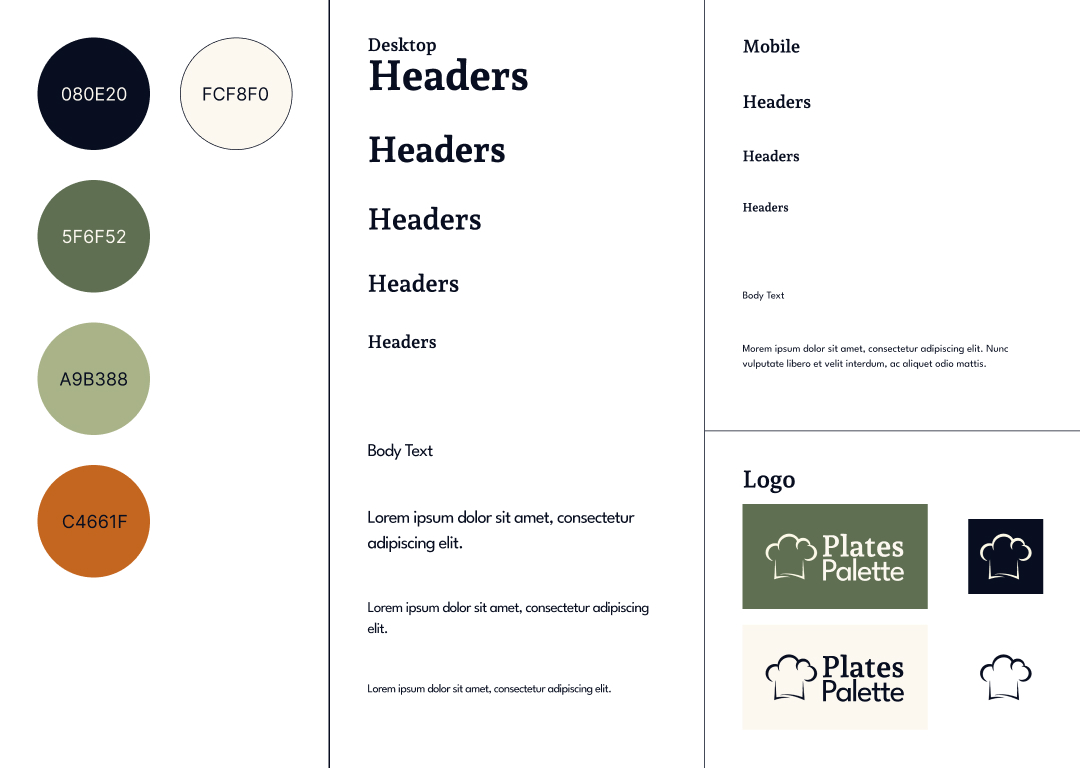 080E20
FCF8F0
5F6F52
A9B388
C4661F
Desktop
Headers
Headers
Headers
Headers
Headers
Body Text
Lorem ipsum dolor sit amet, consectetur
adipiscing elit.
Lorem ipsum dolor sit amet, consectetur adipiscing
elit.
Lorem ipsum dolor sit amet, consectetur adipiscing elit.
Mobile
Headers
Headers
Headers
Body Text
Morem ipsum dolor sit amet, consectetur adipiscing elit. Nunc
vulputate libero et velit interdum, ac aliquet odio mattis.
Logo
Plates
Palette
Plates
Palette